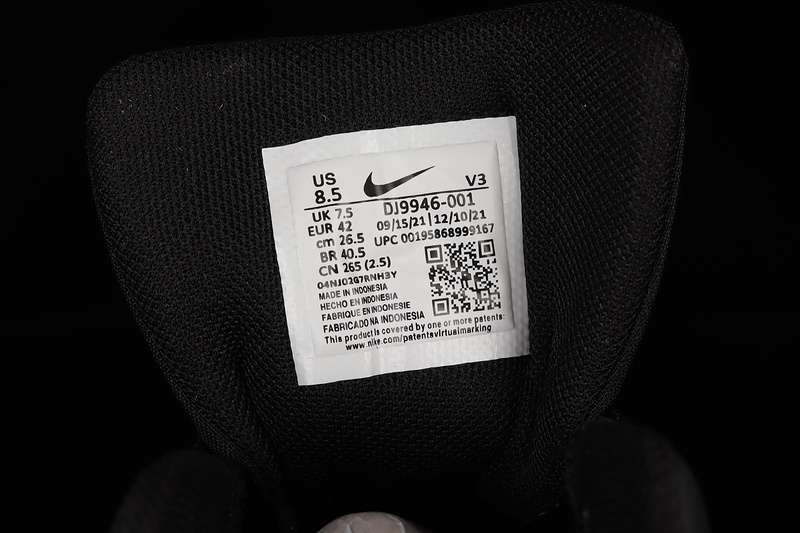 US
8.5
V3
UK 7.5
DJ9946-001
EUR 42
09/15/21 | 12/10/21
cm 26.5
UPC 00195868999167
BR 40.5
CN 265 (2.5)
04NJ02G7RNH3Y
MADE IN INDONESIA
HECHO EN INDONESIA
FABRIQUE EN INDONESIE
FABRICADO NA INDONESIA
This product is covered by one or more patents:
www.nike.com/patentsvirtualmarking